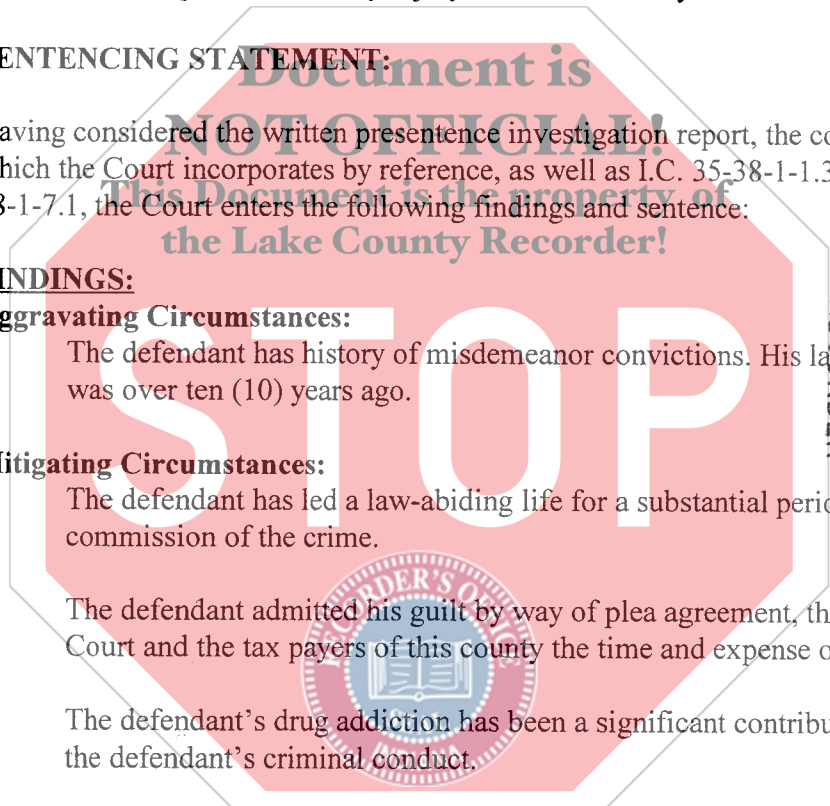 ENTENCING STATEMENT:
Document is
aving considered the written presentence investigation report, the co
NOT OFFICIAL!
hich the Court incorporates by reference, as well as I.C. 35-38-1-1.3
This Document is the property of
8-1-7.1, the Court enters the following findings and sentence:
the Lake County Recorder!
INDINGS:
ggravating Circumstances:
The defendant has history of misdemeanor convictions. His la
was over ten (10) years ago.
STOP
itigating Circumstances:
The defendant has led a law-abiding life for a substantial perio
commission of the crime.
RECORDER'S OFFICE
The defendant admitted his guilt by way of plea agreement, th
Court and the tax payers of this county the time and expense o
The defendant's drug addiction has been a significant contribu
the defendant's criminal conduct.
INDIANA